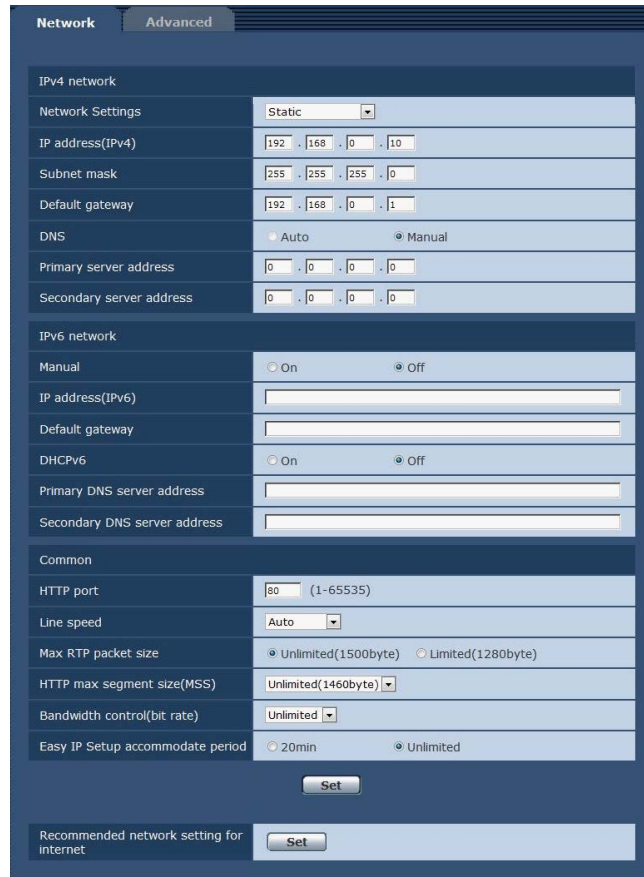 Network Advanced
IPv4 network
Network Settings Static
IP address(IPv4) 192 . 168 . 0 . 10
Subnet mask 255 . 255 . 255 . 0
Default gateway 192 . 168 . 0 . 1
DNS Auto Manual
Primary server address 0 . 0 . 0 . 0
Secondary server address 0 . 0 . 0 . 0
IPv6 network
Manual On Off
IP address(IPv6)
Default gateway
DHCPv6 On Off
Primary DNS server address
Secondary DNS server address
Common
HTTP port 80 (1-65535)
Line speed Auto
Max RTP packet size Unlimited(1500byte) Limited(1280byte)
HTTP max segment size(MSS) Unlimited(1460byte)
Bandwidth control(bit rate) Unlimited
Easy IP Setup accommodate period 20min Unlimited
Set
Recommended network setting for
internet Set